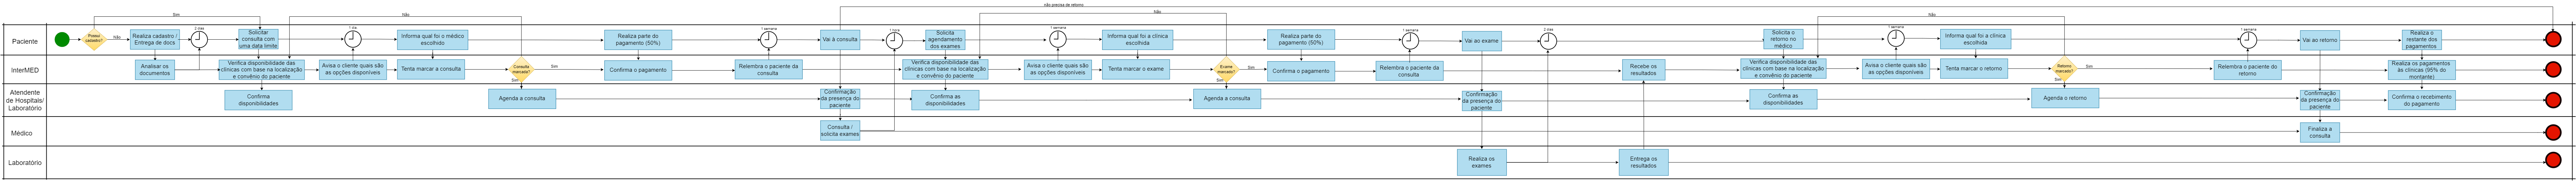 não precisa de retorno
Sim
Não
Não
Não
Paciente
Possui
cadastro?
Não
Realiza cadastro /
Entrega de docs
2 dias
Solicitar
consulta com
uma data limite
1 dia
Informa qual foi o médico
escolhido
Realiza parte do
pagamento (50%)
1 semana
Vai à consulta
1 hora
Solicita
agendamento
dos exames
1 semana
Informa qual foi a clínica
escolhida
Realiza parte do
pagamento (50%)
1 semana
Vai ao exame
2 dias
Solicita o
retorno no
médico
1 semana
Informa qual foi a clínica
escolhida
1 semana
Vai ao retorno
Realiza o
restante dos
pagamentos
InterMED
Analisar os
documentos
Verifica disponibilidade das
clínicas com base na localização
e convênio do paciente
Avisa o cliente quais são
as opções disponíveis
Tenta marcar a consulta
Consulta
marcada?
Sim
Sim
Confirma o pagamento
Relembra o paciente da
consulta
Verifica disponibilidade das
clínicas com base na localização
e convênio do paciente
Avisa o cliente quais são
as opções disponíveis
Tenta marcar o exame
Exame
marcado?
Sim
Sim
Confirma o pagamento
Relembra o paciente da
consulta
Recebe os
resultados
Verifica disponibilidade das
clínicas com base na localização
e convênio do paciente
Avisa o cliente quais são
as opções disponíveis
Tenta marcar o retorno
Retorno
marcado?
Sim
Sim
Relembra o paciente do
retorno
Realiza os pagamentos
às clínicas (95% do
montante)
Atendente
de Hospitals/
Laboratório
Confirma
disponibilidades
Agenda a consulta
Confirmação
da presença do
paciente
Confirma as
disponibilidades
Agenda a consulta
Confirmação
da presença do
paciente
Confirma as
disponibilidades
Agenda o retorno
Confirmação
da presença do
paciente
Confirma o recebimento
do pagamento
Médico
Consulta /
solicita exames
Finaliza a
consulta
Laboratório
Realiza os
exames
Entrega os
resultados